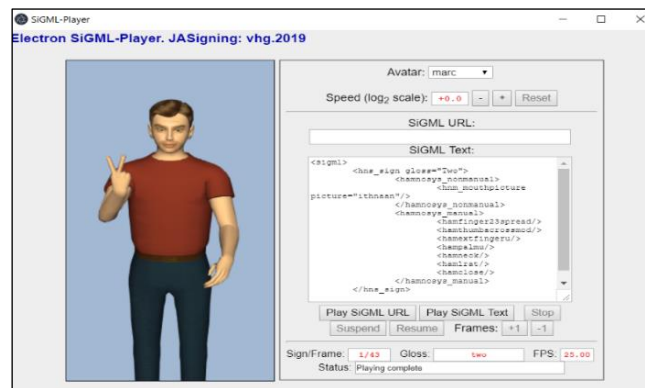 SiGML-Player
Electron SiGML-Player. JASigning: vhg.2019
Avatar: marc
Speed (log2 scale): +0.0 - + Reset
SiGML URL:
SiGML Text:
<sigml>
<hns_sign gloss="Two">
<hamnosys_nonmanual>
<hnm_mouthpicture
picture="ithnaan"/>
</hamnosys_nonmanual>
<hamnosys_manual>
<hamfinger23spread/>
<hamthumbacrossmod/>
<hamextfingeru/>
<hampalmu/>
<hamneck/>
<hamlrat/>
<hamclose/>
</hamnosys_manual>
</hns_sign>
Play SiGML URL Play SiGML Text Stop
Suspend Resume Frames: +1 -1
Sign/Frame: 1/43 Gloss: two FPS: 25.00
Status: Playing complete